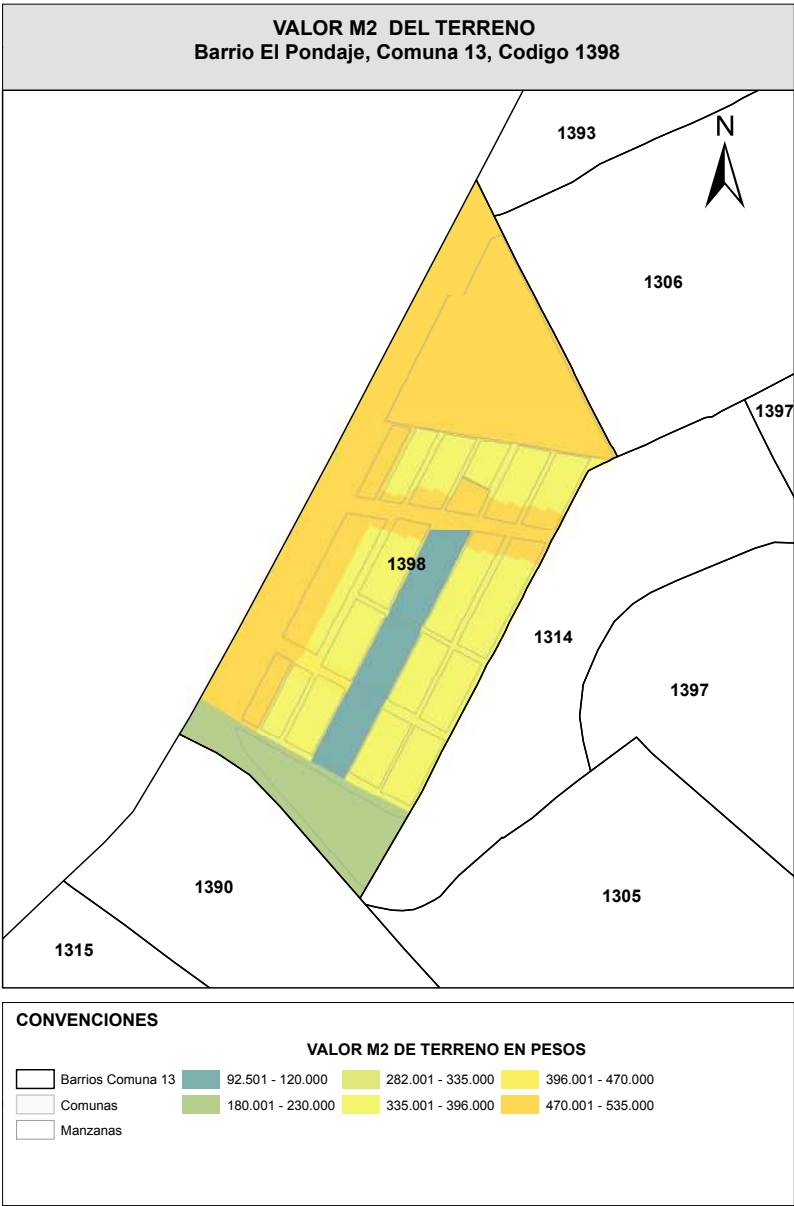 VALOR M2 DEL TERRENO
Barrio El Pondaje, Comuna 13, Codigo 1398
1393
N
1306
1397
1398
1314
1397
1390
1305
1315
CONVENCIONES
VALOR M2 DE TERRENO EN PESOS
Barrios Comuna 13 92.501 - 120.000 282.001 - 335.000 396.001 - 470.000
Comunas 180.001 - 230.000 335.001 - 396.000 470.001 - 535.000
Manzanas